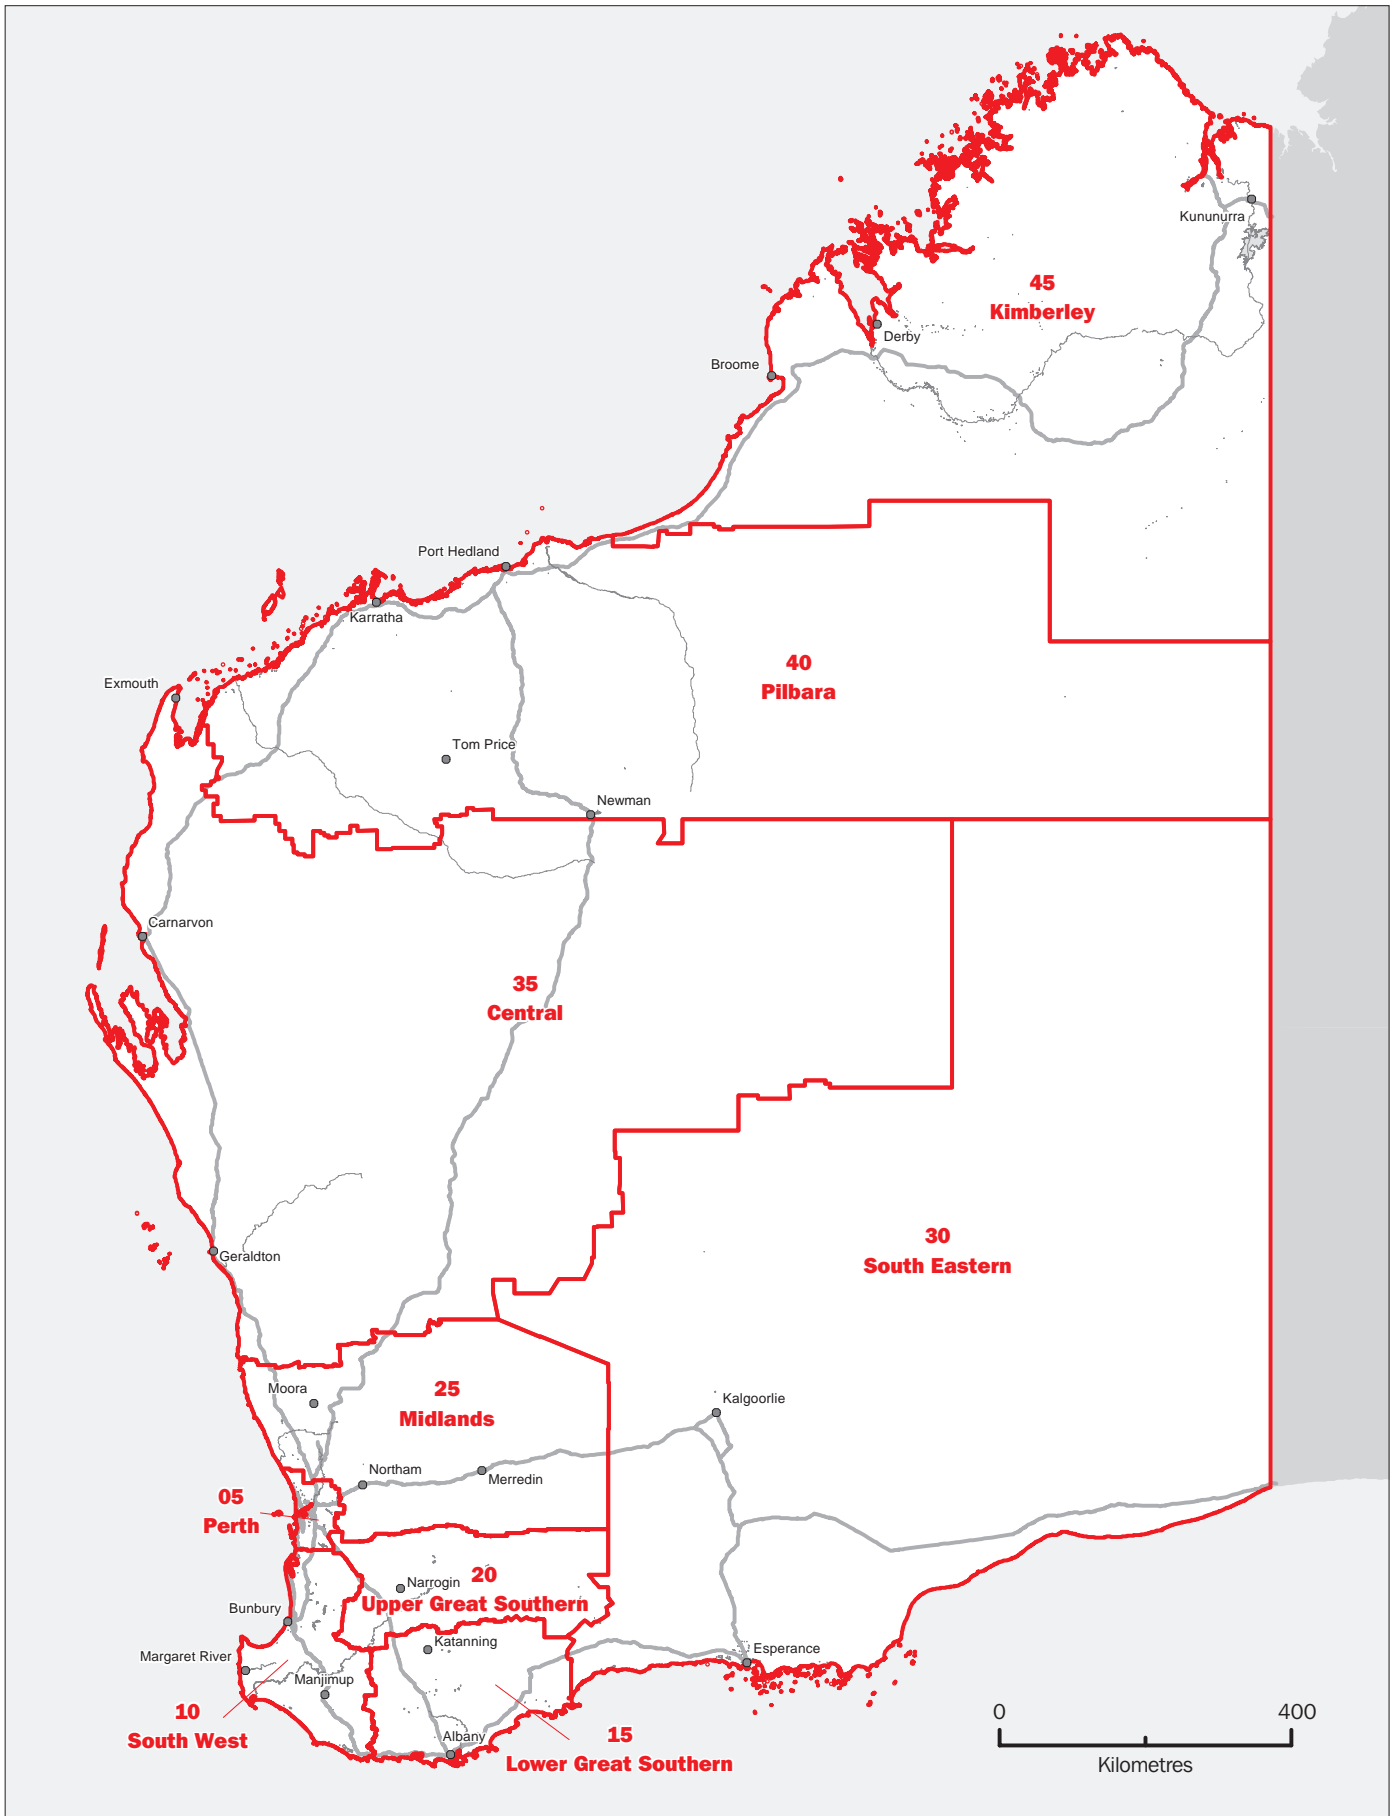 Kununurra
45
Kimberley
Derby
Broome
Port Hedland
Karratha
40
Pilbara
Exmouth
Tom Price
Newman
Carnarvon
35
Central
30
South Eastern
Geraldton
Moora
25
Midlands
Kalgoorlie
Northam
Merredin
05
Perth
20
Narrogin
Upper Great Southern
Bunbury
Katanning
Esperance
Margaret River
Manjimup
10
South West
Albany
15
Lower Great Southern
0 400
Kilometres